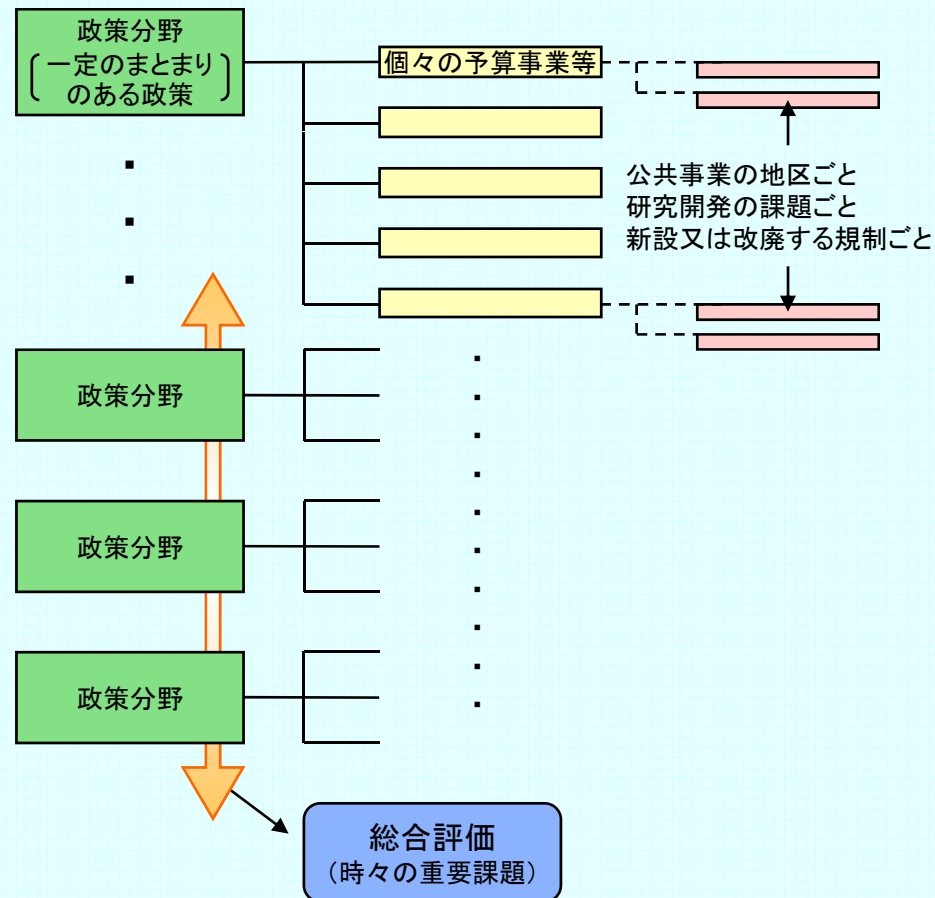 政策分野
一定のまとまり
のある政策
個々の予算事業等
公共事業の地区ごと
研究開発の課題ごと
新設又は改廃する規制ごと
政策分野
政策分野
政策分野
総合評価
（時々の重要課題）